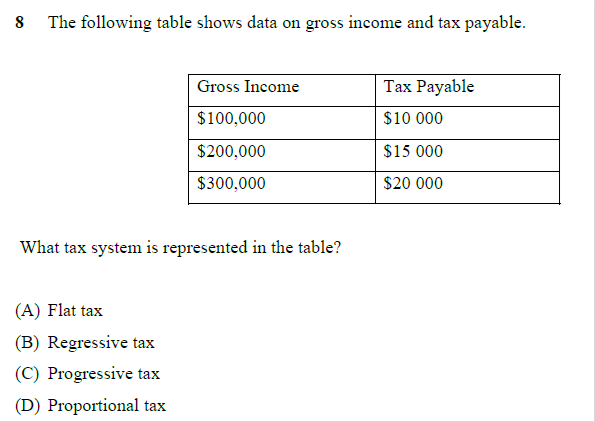 8 The following table shows data on gross income and tax payable.
Gross Income Tax Payable
$100,000 $10 000
$200,000 $15 000
$300,000 $20 000
What tax system is represented in the table?
(A) Flat tax
(B) Regressive tax
(C) Progressive tax
(D) Proportional tax